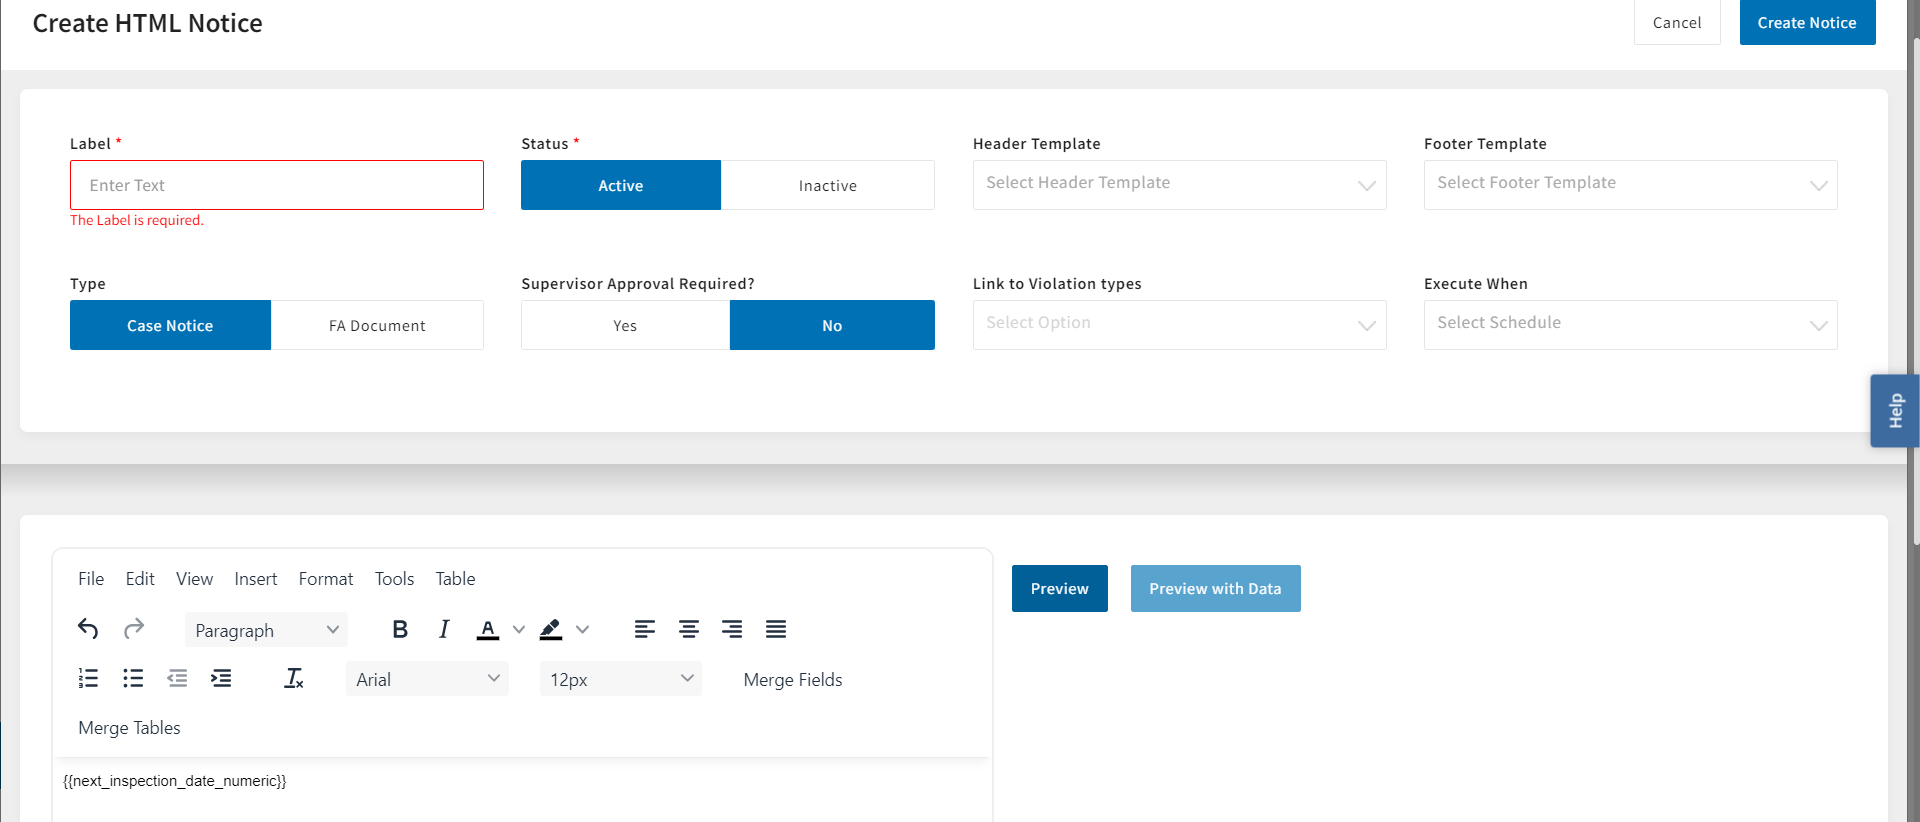 Create HTML Notice
Cancel
Create Notice
Label *
Status *
Header Template
Footer Template
Enter Text
Active
Inactive
Select Header Template
Select Footer Template
The Label is required.
Type
Supervisor Approval Required?
Link to Violation types
Execute When
Case Notice
FA Document
Yes
No
Select Option
Select Schedule
Help
File Edit View Insert Format Tools Table
Preview
Preview with Data
Paragraph
Arial
12px
Merge Fields
Merge Tables
{{next_inspection_date_numeric}}